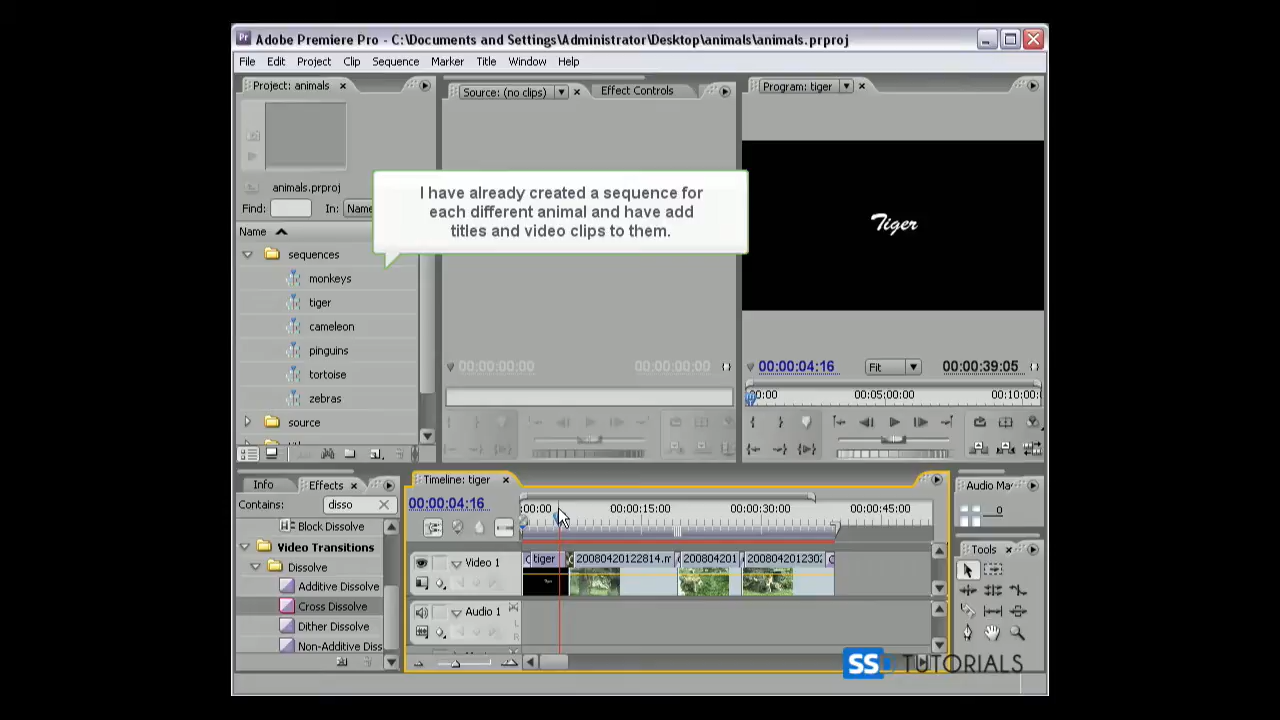 Adobe Premiere Pro - C:\Documents and Settings\Administrator\Desktop\animals\animals.prproj
File Edit Project Clip Sequence Marker Title Window Help
Project: animals
Source: (no clips)
Effect Controls
Program: tiger
animals.prproj
Find:
In:
Name
I have already created a sequence for
each different animal and have add
titles and video clips to them.
Tiger
Name
sequences
monkeys
tiger
cameleon
pinguins
tortoise
zebras
source
00:00:00:00
00:00:00:00
00:00:04:16
Fit
00:00:39:05
00:00
00:05:00:00
00:10:00:
Info
Effects
Contains:
disso
Block Dissolve
Video Transitions
Dissolve
Additive Dissolve
Cross Dissolve
Dither Dissolve
Non-Additive Diss
Timeline: tiger
00:00:04:16
:00:00
00:00:15:00
00:00:30:00
00:00:45:00
Video 1
tiger
20080420122814.m
200804201
2008042012302
Audio 1
Audio Ma
0
Tools
SS TUTORIALS